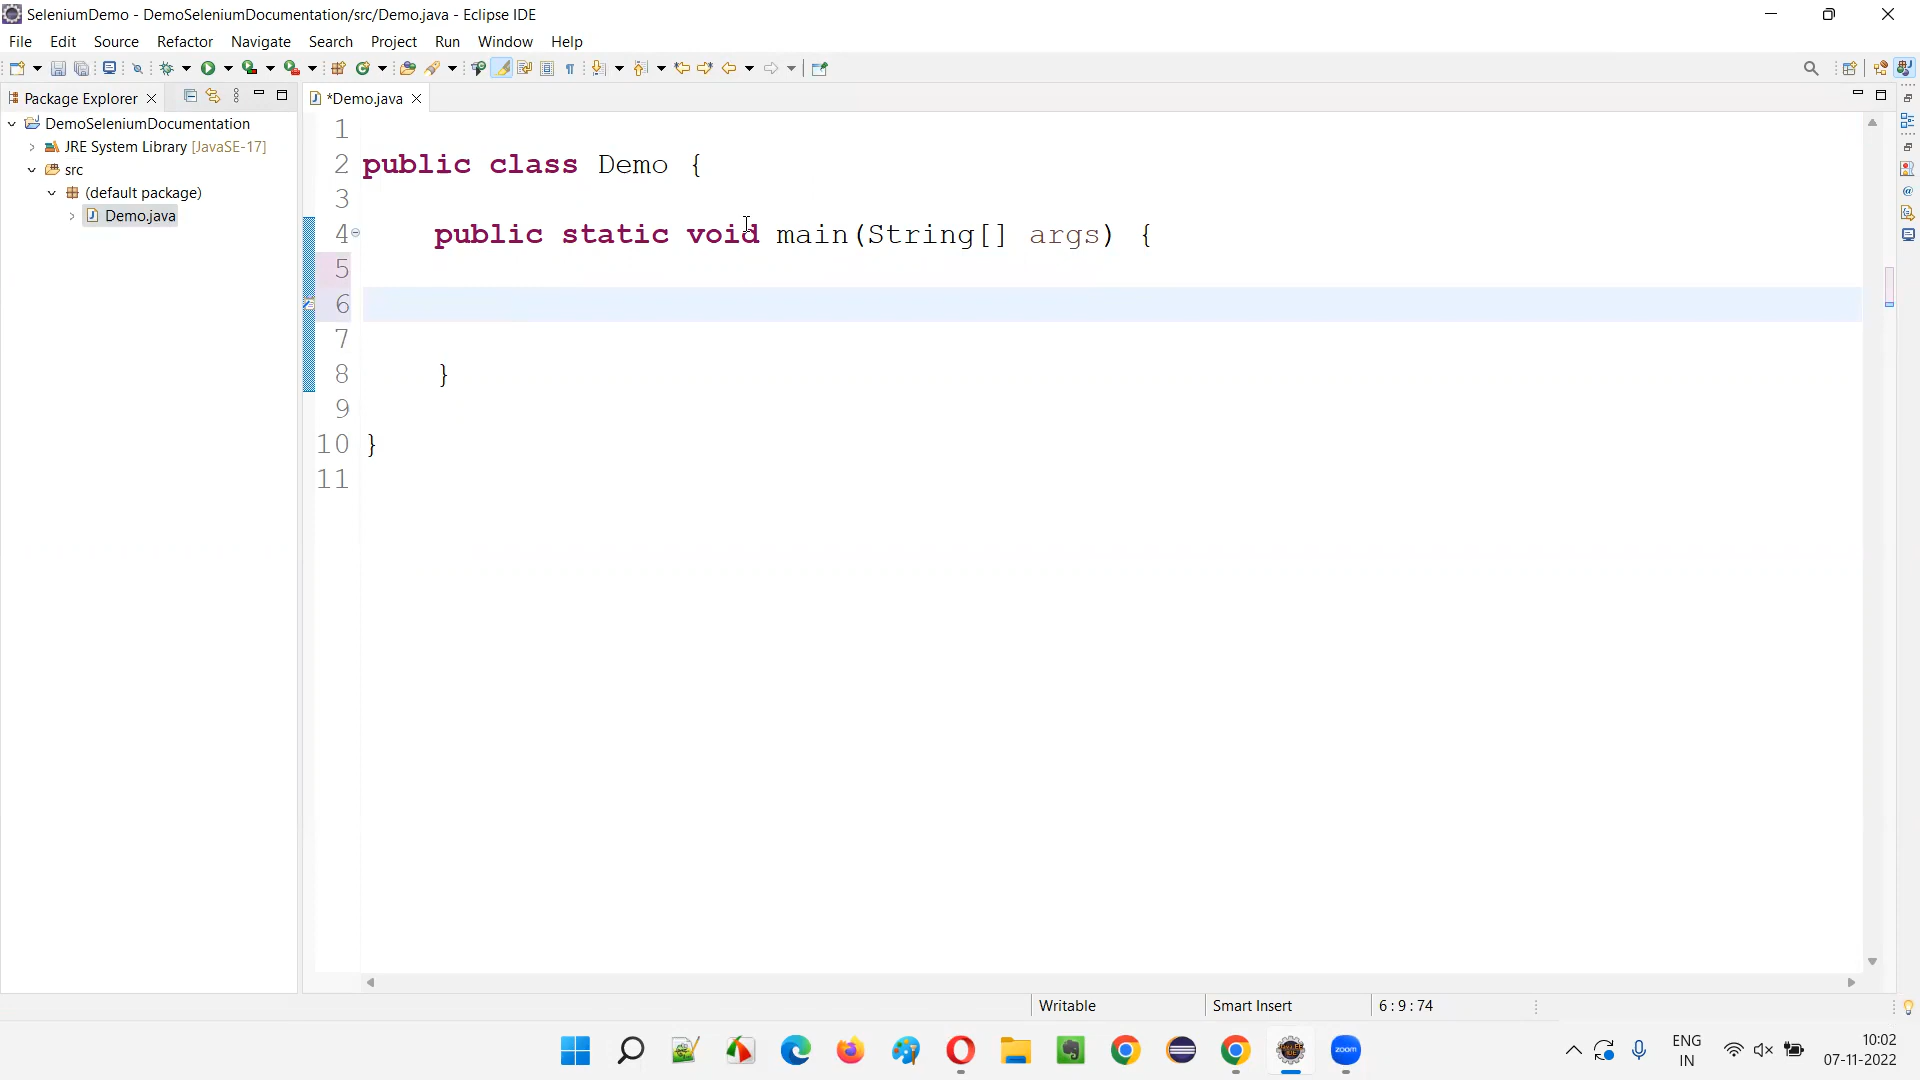 SeleniumDemo - DemoSeleniumDocumentation/src/Demo.java - Eclipse IDE
File Edit Source Refactor Navigate Search Project Run Window Help
Package Explorer
*Demo.java
DemoSeleniumDocumentation
JRE System Library [JavaSE-17]
src
(default package)
Demo.java
1
2 public class Demo {
3
4 public static void main(String[] args) {
5
6
7
8 }
9
10 }
11
Writable Smart Insert 6 : 9 : 74
zoom
ENG
IN
10:02
07-11-2022